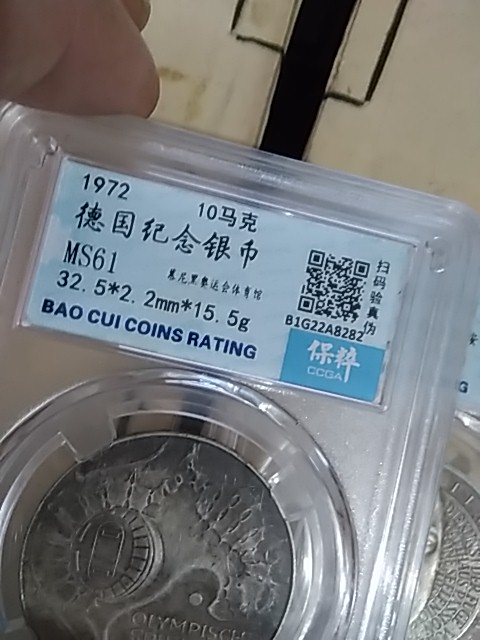 1972
10马克
德国纪念银币
MS61
慕尼黑奥运会体育馆
32.5*2.2mm*15.5g
BAO CUI COINS RATING
扫码验真伪
B1G22A8282
保粹
CCGA
G
OLYMPISCHE